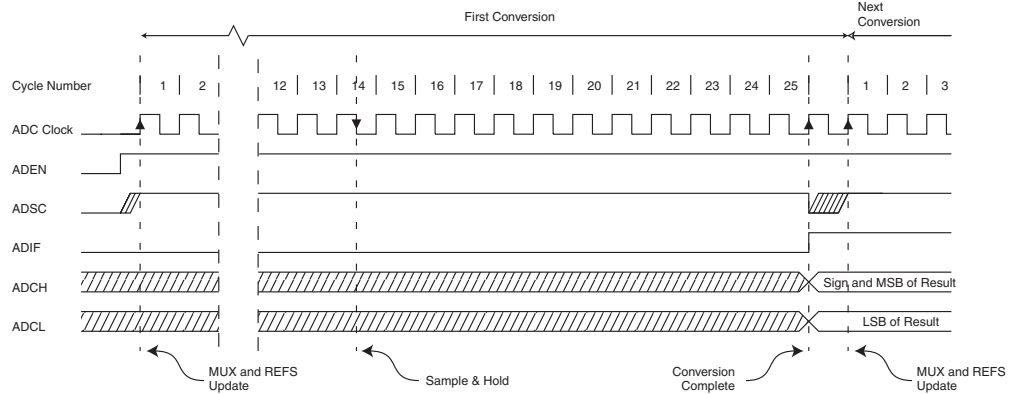 First Conversion
Next
Conversion
Cycle Number 1 2 12 13 14 15 16 17 18 19 20 21 22 23 24 25 1 2 3
ADC Clock
ADEN
ADSC
ADIF
ADCH Sign and MSB of Result
ADCL LSB of Result
MUX and REFS
Update
Sample & Hold
Conversion
Complete
MUX and REFS
Update